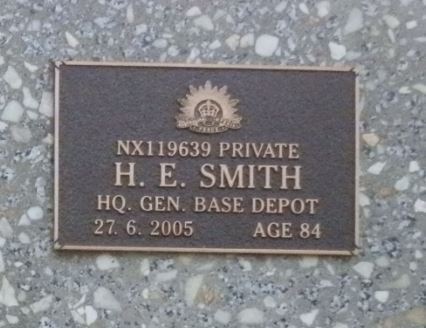 NX119639 PRIVATE
H. E. SMITH
HQ. GEN. BASE DEPOT
27. 6. 2005 AGE 84